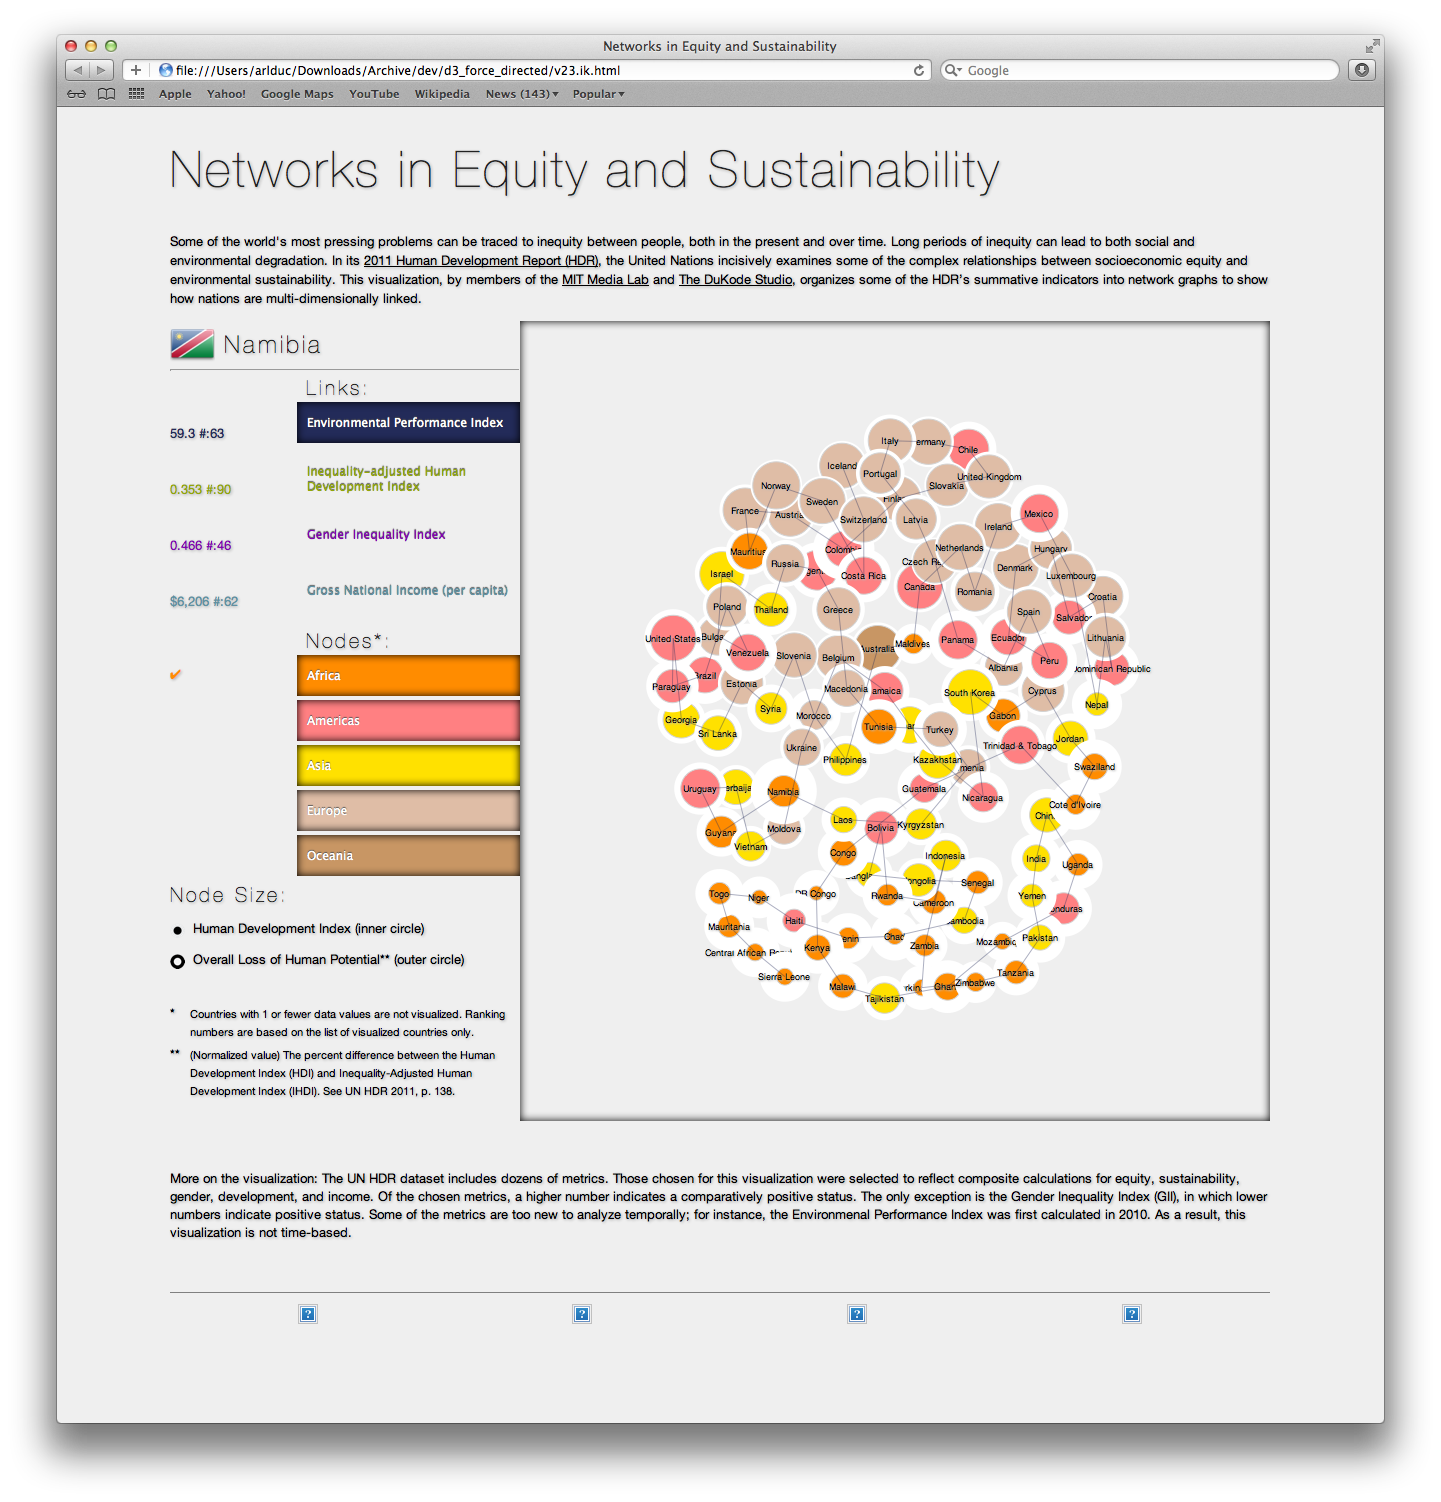 Networks in Equity and Sustainability
file:///Users/arlduc/Downloads/Archive/dev/d3_force_directed/v23.ik.html
Google
Apple Yahoo! Google Maps YouTube Wikipedia News (143) Popular
Networks in Equity and Sustainability
Some of the world's most pressing problems can be traced to inequity between people, both in the present and over time. Long periods of inequity can lead to both social and
environmental degradation. In its 2011 Human Development Report (HDR), the United Nations incisively examines some of the complex relationships between socioeconomic equity and
environmental sustainability. This visualization, by members of the MIT Media Lab and The DuKode Studio, organizes some of the HDR's summative indicators into network graphs to show
how nations are multi-dimensionally linked.
Namibia
Links:
59.3 #:63
Environmental Performance Index
0.353 #:90
Inequality-adjusted Human
Development Index
0.466 #:46
Gender Inequality Index
$6,206 #:62
Gross National Income (per capita)
Nodes*:
✔
Africa
Americas
Asia
Europe
Oceania
Node Size:
Human Development Index (inner circle)
Overall Loss of Human Potential** (outer circle)
* Countries with 1 or fewer data values are not visualized. Ranking
numbers are based on the list of visualized countries only.
** (Normalized value) The percent difference between the Human
Development Index (HDI) and Inequality-Adjusted Human
Development Index (IHDI). See UN HDR 2011, p. 138.
Italy
ermany
Chile
Iceland
Portugal
United Kingdom
Norway
Slovakia
Sweden
France
Switzerland
Latvia
Mexico
Ireland
Mauritius
Netherlands
Hungary
Russia
Costa Rica
Israel
Denmark
Luxembourg
Canada
Romania
Croatia
Poland
Thailand
Greece
Spain
Salvador
United States
Venezuela
Slovenia
Belgium
Australia
Maldives
Panama
Ecuador
Lithuania
Peru
Albania
Paraguay
Estonia
Macedonia
amaica
South Korea
Cyprus
Nepal
Georgia
Sri Lanka
Syria
Morocco
Tunisia
Turkey
Gabon
Jordan
Trinidad & Tobago
Ukraine
Philippines
Kazakhstan
menia
Swaziland
Uruguay
erbaija
Namibia
Guatemala
Nicaragua
Cote d'Ivoire
Guyana
Moldova
Laos
Bolivia
Kyrgyzstan
Vietnam
Congo
Indonesia
India
Uganda
ongolia
Senegal
Togo
Niger
DR Congo
Rwanda
Cameroon
Yemen
onduras
Mauritania
Haiti
ambodia
enin
Chad
Kenya
Zambia
Mozambic
Pakistan
Sierra Leone
Malawi
Tajikistan
Zimbabwe
Tanzania
More on the visualization: The UN HDR dataset includes dozens of metrics. Those chosen for this visualization were selected to reflect composite calculations for equity, sustainability,
gender, development, and income. Of the chosen metrics, a higher number indicates a comparatively positive status. The only exception is the Gender Inequality Index (GII), in which lower
numbers indicate positive status. Some of the metrics are too new to analyze temporally; for instance, the Environmenal Performance Index was first calculated in 2010. As a result, this
visualization is not time-based.